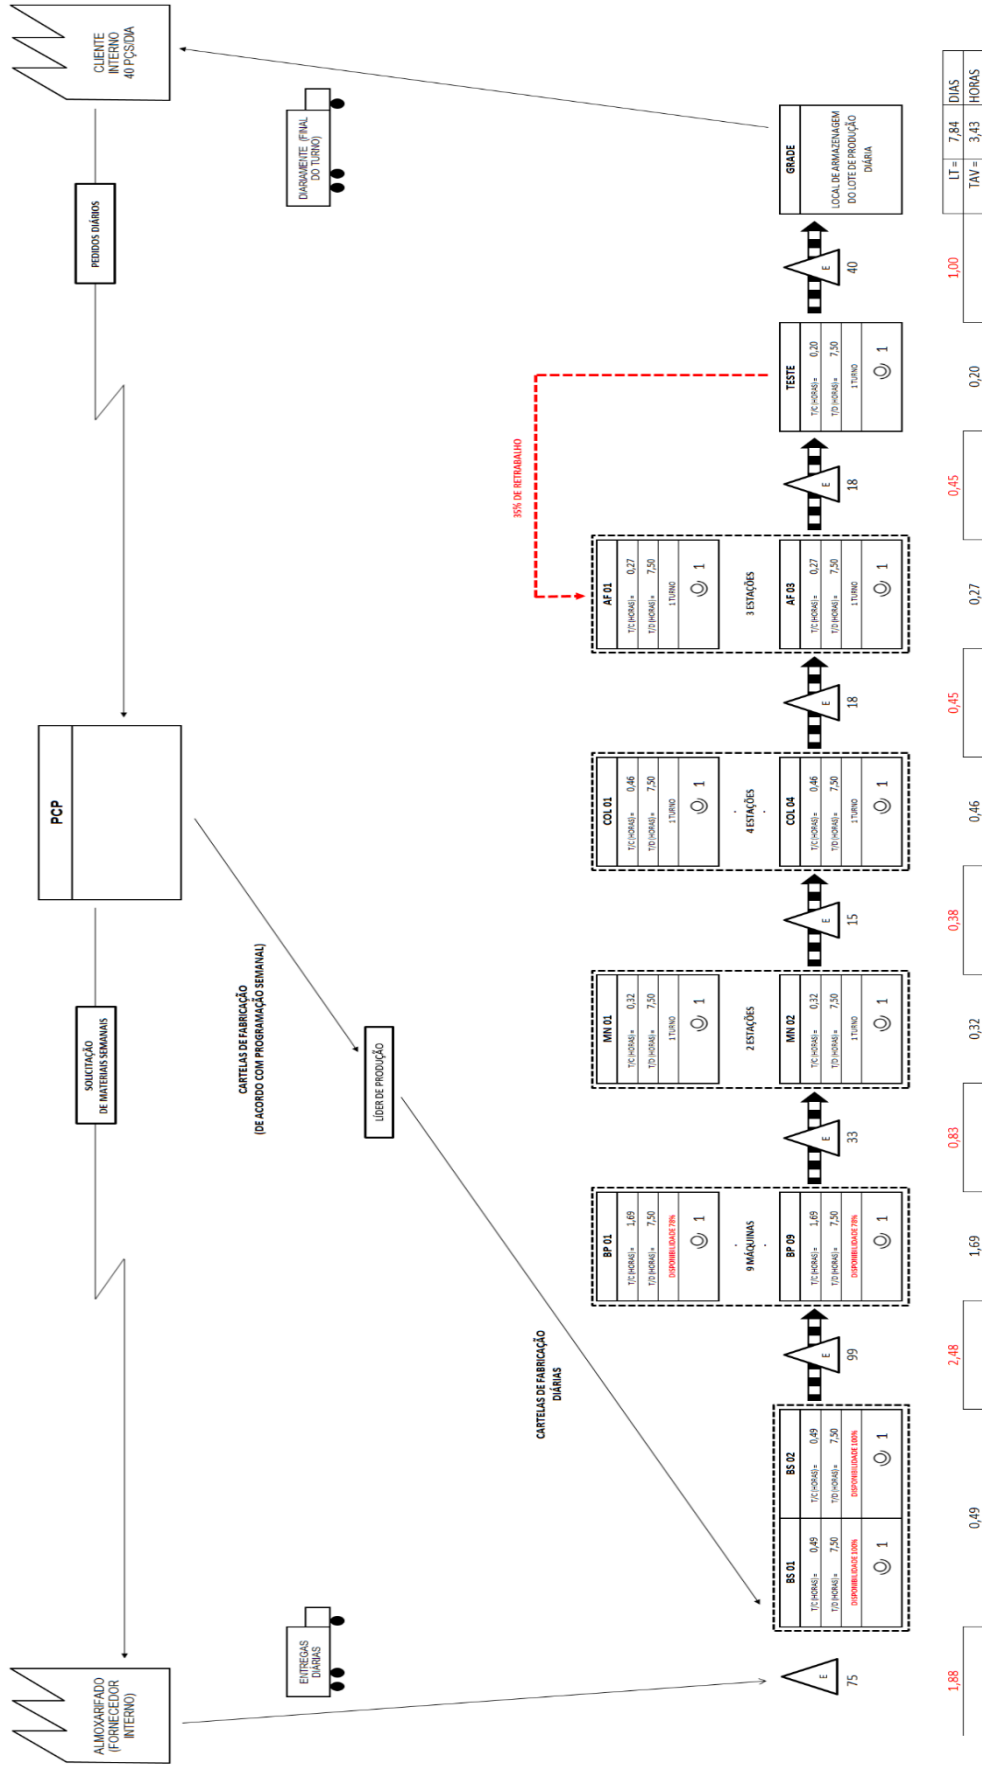 ALMOXARIFADO
(FORNECEDOR
INTERNO)
SOLICITAÇÃO
DE MATERIAIS SEMANAIS
PCP
PEDIDOS DIÁRIOS
CLIENTE
INTERNO
40 PÇS/DIA
ENTREGAS
DIÁRIAS
CARTELAS DE FABRICAÇÃO
(DE ACORDO COM PROGRAMAÇÃO SEMANAL)
LÍDER DE PRODUÇÃO
CARTELAS DE FABRICAÇÃO
DIÁRIAS
DIARIAMENTE (FINAL
DO TURNO)
35% DE RETRABALHO
E
75
BS 01
T/C (HORAS) = 0,49
T/D (HORAS) = 7,50
DISPONIBILIDADE 100%
1
BS 02
T/C (HORAS) = 0,49
T/D (HORAS) = 7,50
DISPONIBILIDADE 100%
1
E
99
BP 01
T/C (HORAS) = 1,69
T/D (HORAS) = 7,50
DISPONIBILIDADE 78%
1
9 MÁQUINAS
BP 09
T/C (HORAS) = 1,69
T/D (HORAS) = 7,50
DISPONIBILIDADE 78%
1
E
33
MN 01
T/C (HORAS) = 0,32
T/D (HORAS) = 7,50
1 TURNO
1
2 ESTAÇÕES
MN 02
T/C (HORAS) = 0,32
T/D (HORAS) = 7,50
1 TURNO
1
E
15
COL 01
T/C (HORAS) = 0,46
T/D (HORAS) = 7,50
1 TURNO
1
4 ESTAÇÕES
COL 04
T/C (HORAS) = 0,46
T/D (HORAS) = 7,50
1 TURNO
1
E
18
AF 01
T/C (HORAS) = 0,27
T/D (HORAS) = 7,50
1 TURNO
1
3 ESTAÇÕES
AF 03
T/C (HORAS) = 0,27
T/D (HORAS) = 7,50
1 TURNO
1
E
18
TESTE
T/C (HORAS) = 0,20
T/D (HORAS) = 7,50
1 TURNO
1
E
40
GRADE
LOCAL DE ARMAZENAGEM
DO LOTE DE PRODUÇÃO
DIÁRIA
1,88 2,48 0,83 0,38 0,45 0,45 1,00 LT = 7,84 DIAS
0,49 1,69 0,32 0,46 0,27 0,20 TAV = 3,43 HORAS